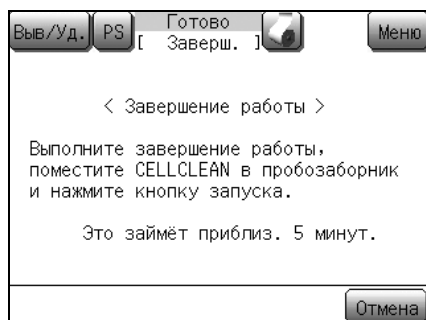 Выв/Уд. PS Готово Меню
[ Заверш. ]
< Завершение работы >
Выполните завершение работы,
поместите CELLCLEAN в пробозаборник
и нажмите кнопку запуска.
Это займёт приблиз. 5 минут.
Отмена